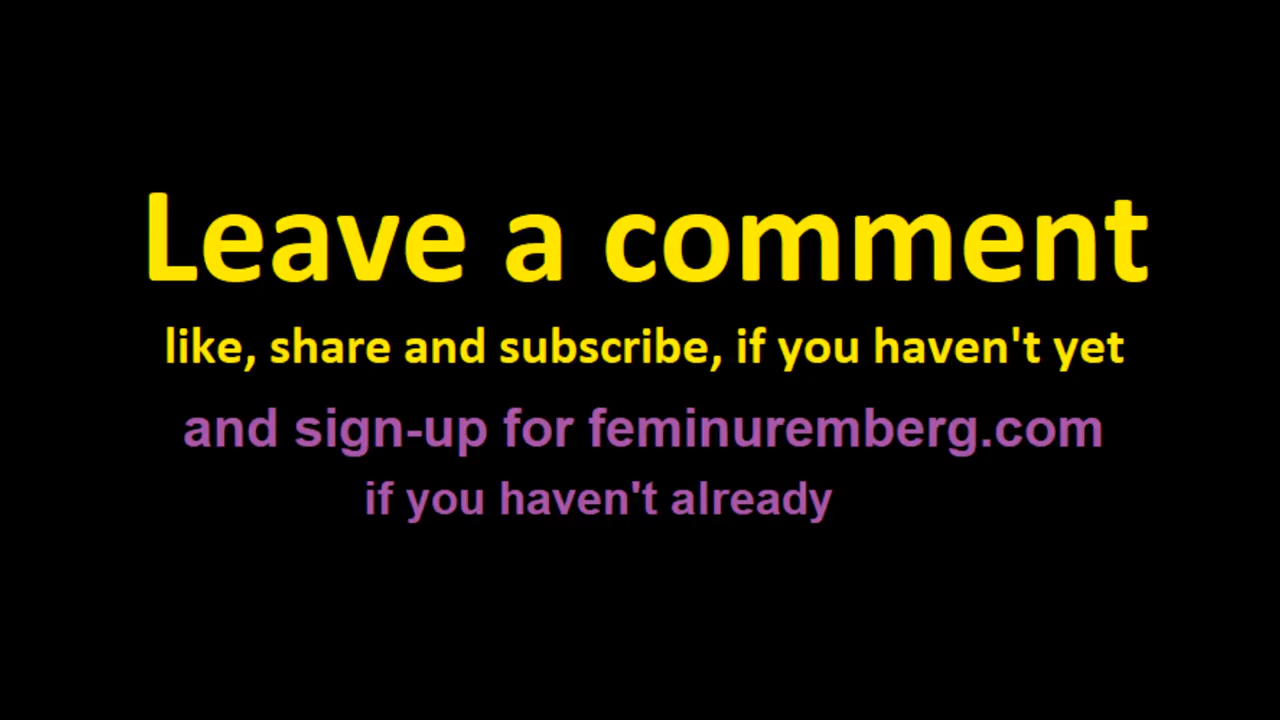 Leave a comment
like, share and subscribe, if you haven't yet
and sign-up for feminuremberg.com
if you haven't already